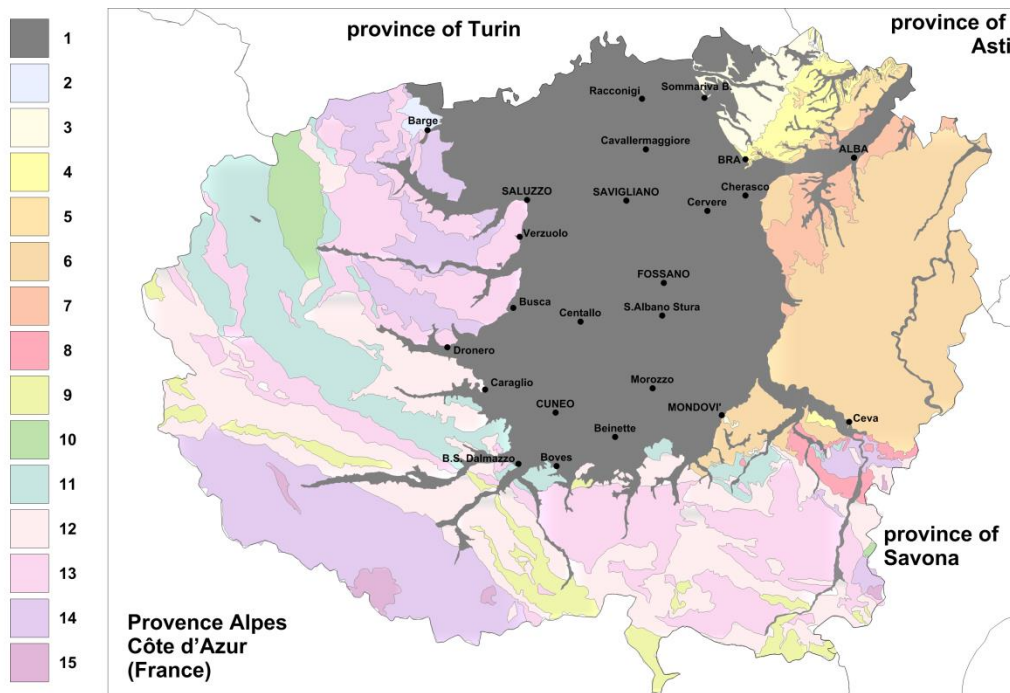 1
2
3
4
5
6
7
8
9
10
11
12
13
14
15
province of Turin
province of
Asti
Racconigi
Sommariva B.
Barge
Cavallermaggiore
BRA
ALBA
SALUZZO
SAVIGLIANO
Cherasco
Cervere
Verzuolo
FOSSANO
Busca
Centallo
S.Albano Stura
Dronero
Caraglio
Morozzo
CUNEO
MONDOVI'
Ceva
Beinette
B.S. Dalmazzo
Boves
province of
Savona
Provence Alpes
Côte d'Azur
(France)